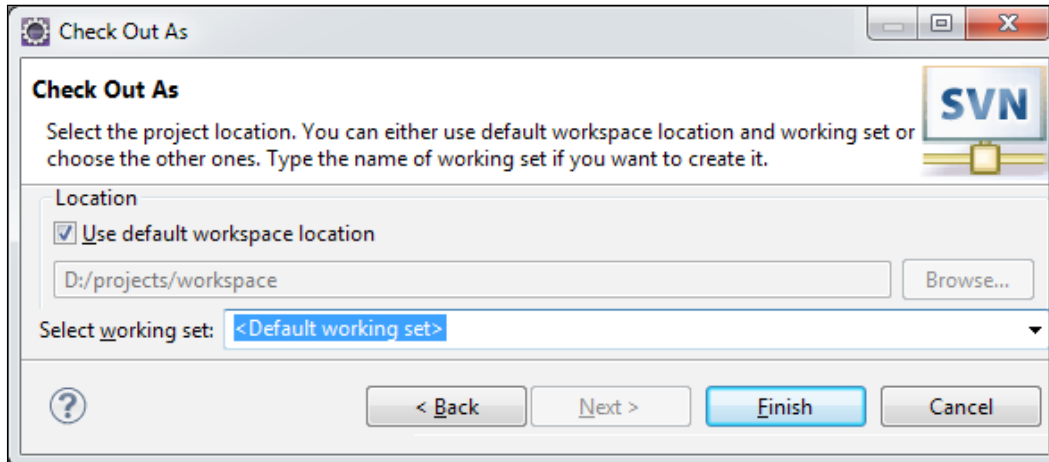 Check Out As
Check Out As
SVN
Select the project location. You can either use default workspace location and working set or
choose the other ones. Type the name of working set if you want to create it.
Location
Use default workspace location
D:/projects/workspace
Browse...
Select working set: <Default working set>
? < Back Next > Finish Cancel